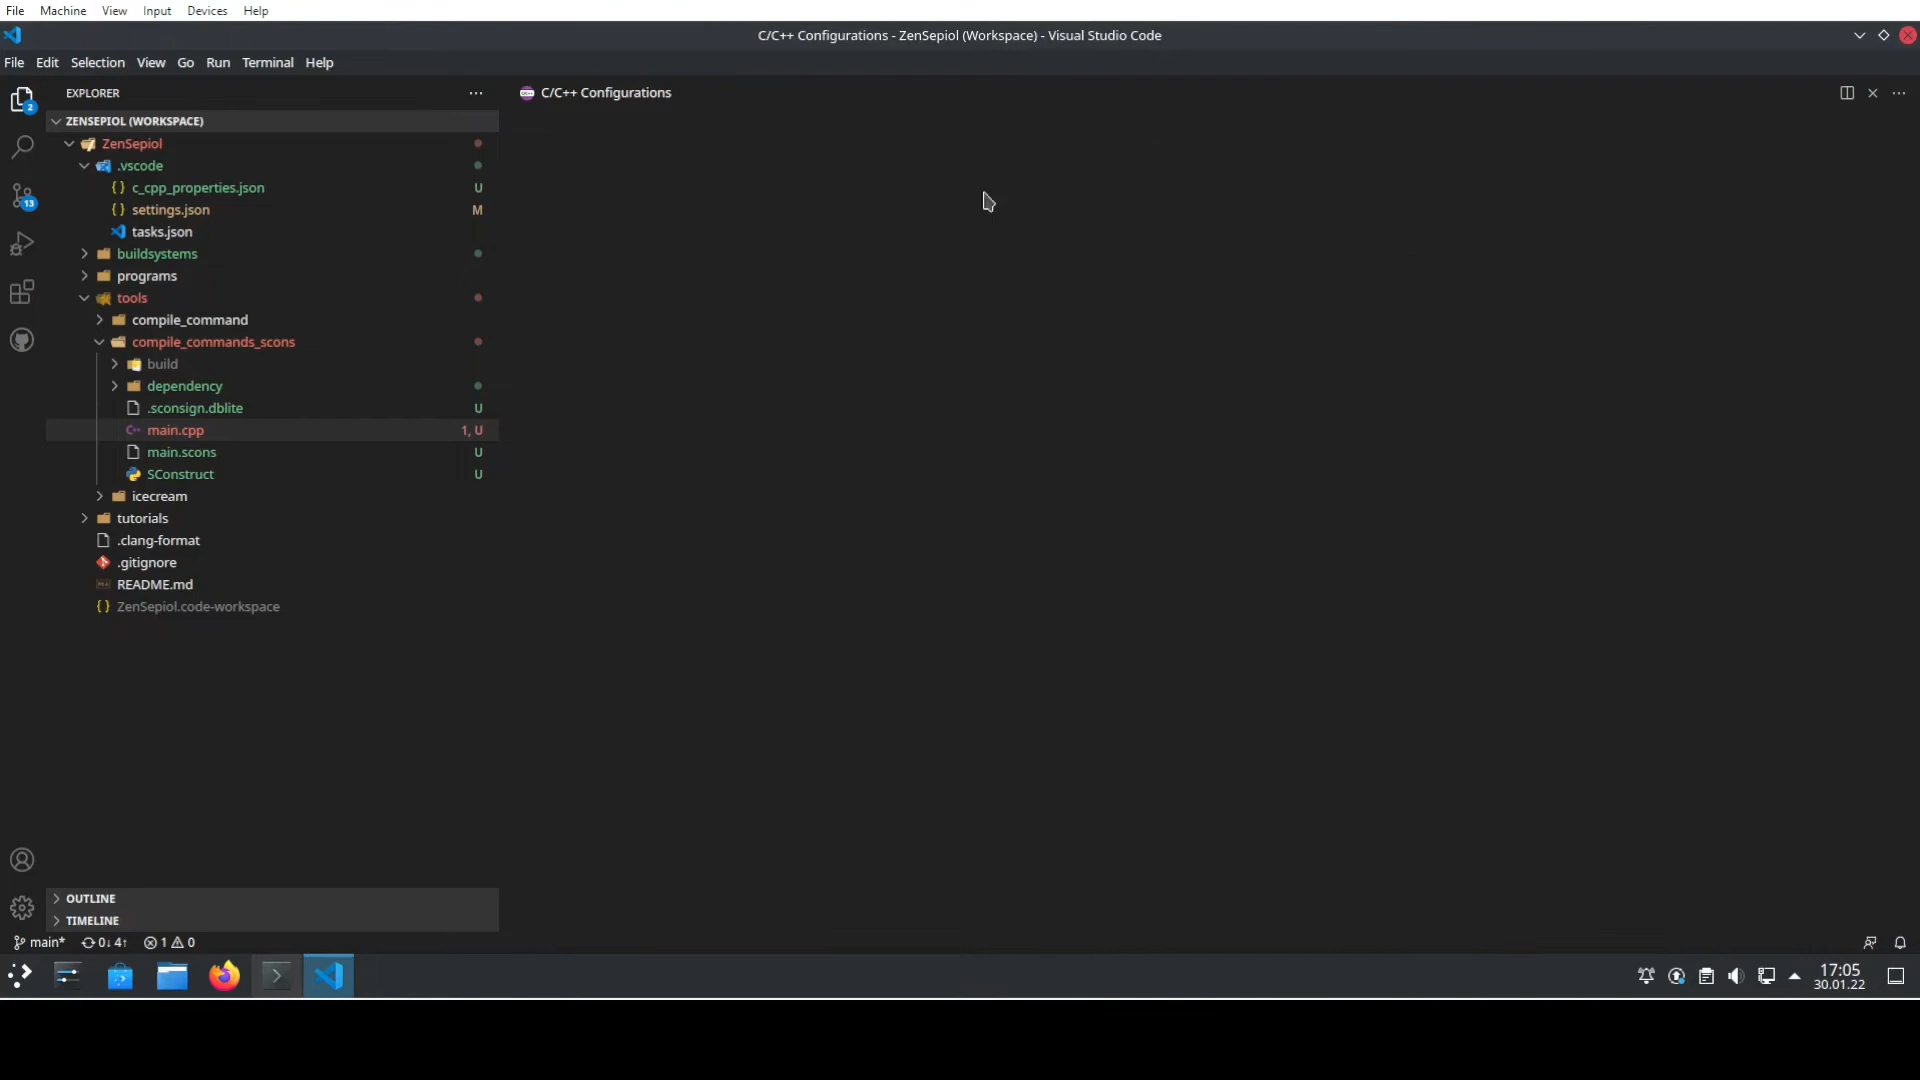 File Machine View Input Devices Help
C/C++ Configurations - ZenSepiol (Workspace) - Visual Studio Code
File Edit Selection View Go Run Terminal Help
EXPLORER
C/C++ Configurations
2
ZENSEPIOL (WORKSPACE)
ZenSepiol
.vscode
c_cpp_properties.json U
13
settings.json M
tasks.json
buildsystems
programs
tools
compile_command
compile_commands_scons
build
dependency
.sconsign.dblite U
main.cpp 1, U
main.scons U
SConstruct U
icecream
tutorials
.clang-format
.gitignore
README.md
ZenSepiol.code-workspace
OUTLINE
TIMELINE
main* 0↓ 4↑ 1 0
17:05
30.01.22